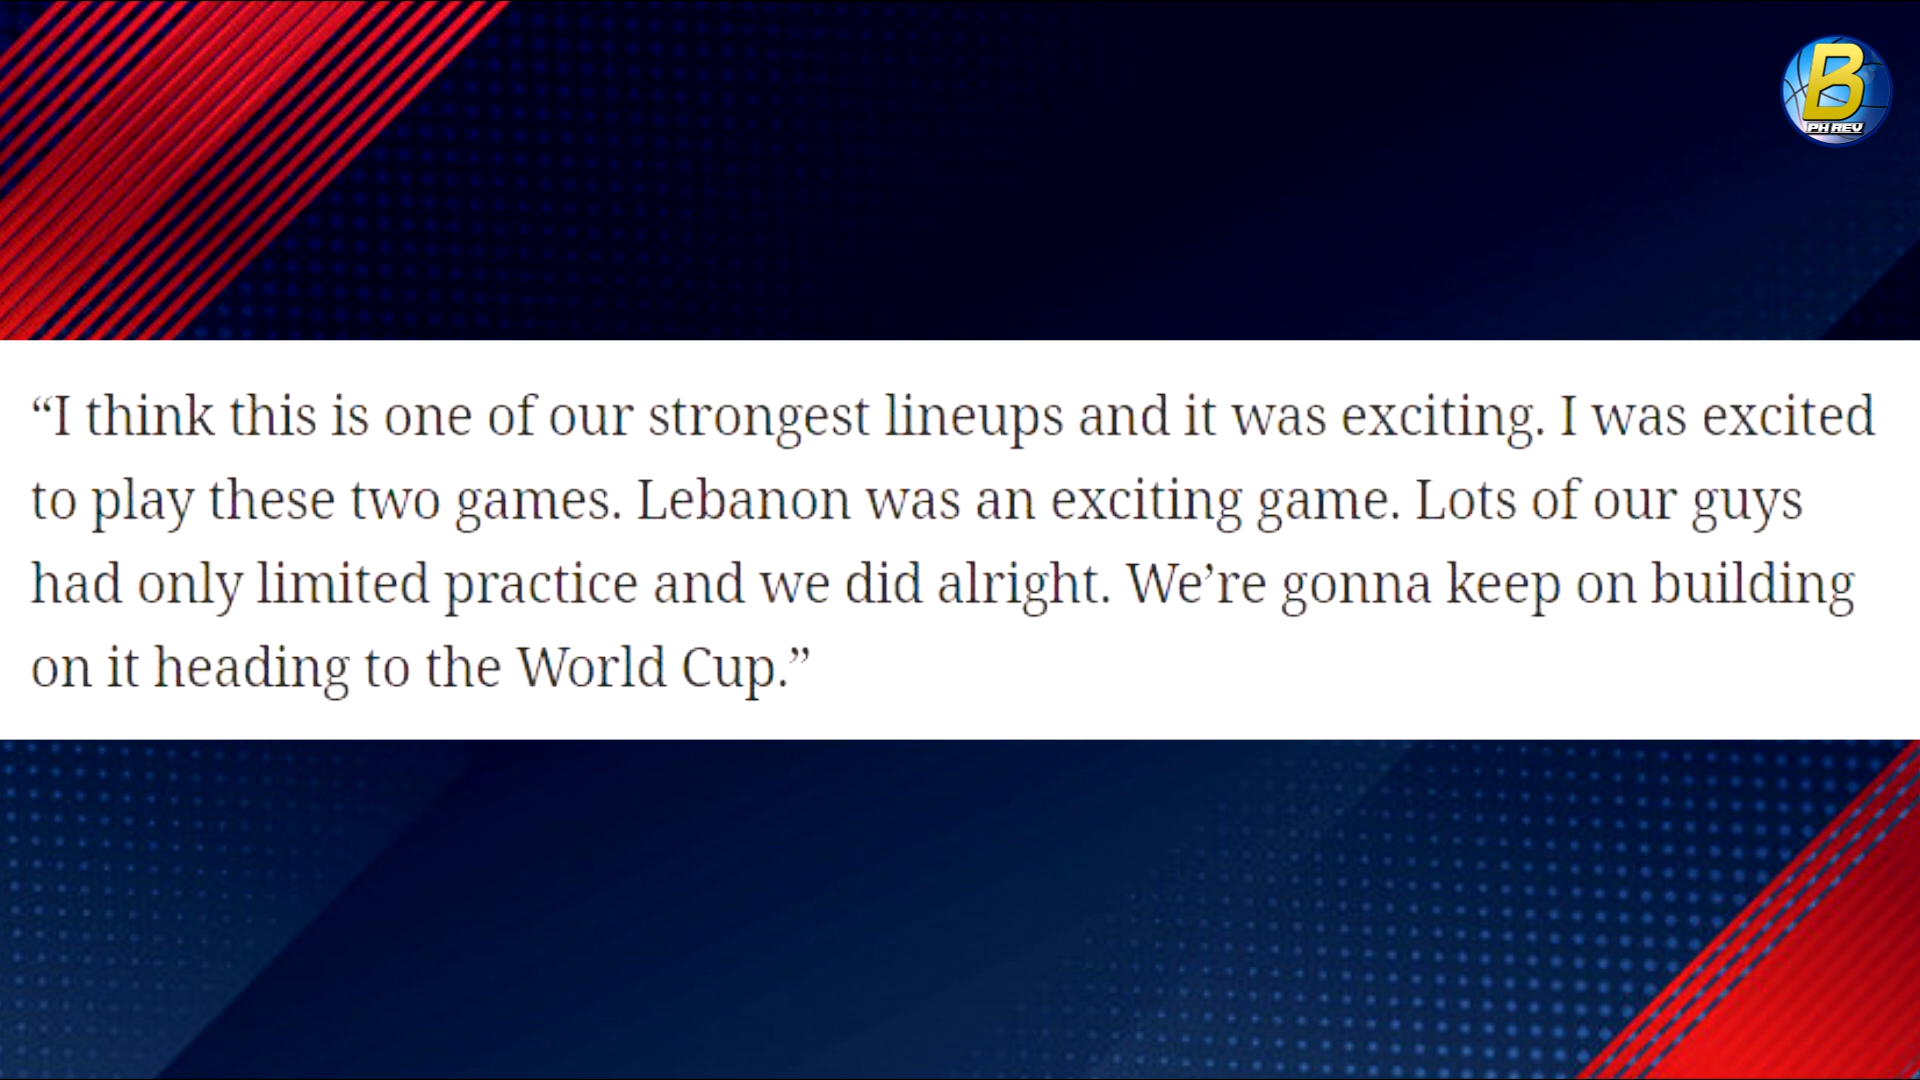 B
PH REV
“I think this is one of our strongest lineups and it was exciting. I was excited
to play these two games. Lebanon was an exciting game. Lots of our guys
had only limited practice and we did alright. We’re gonna keep on building
on it heading to the World Cup.”